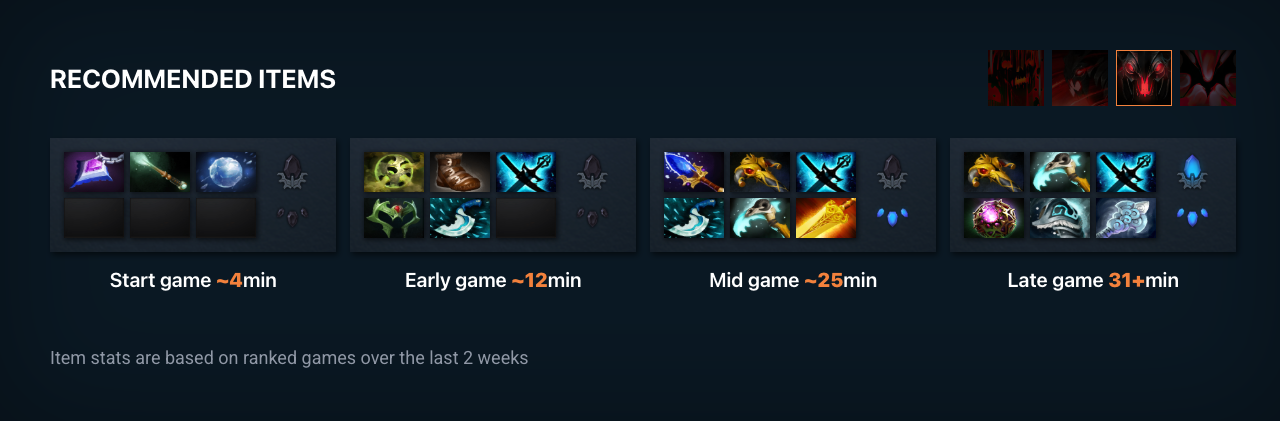 RECOMMENDED ITEMS
Start game ~4min
Early game ~12min
Mid game ~25min
Late game 31+min
Item stats are based on ranked games over the last 2 weeks